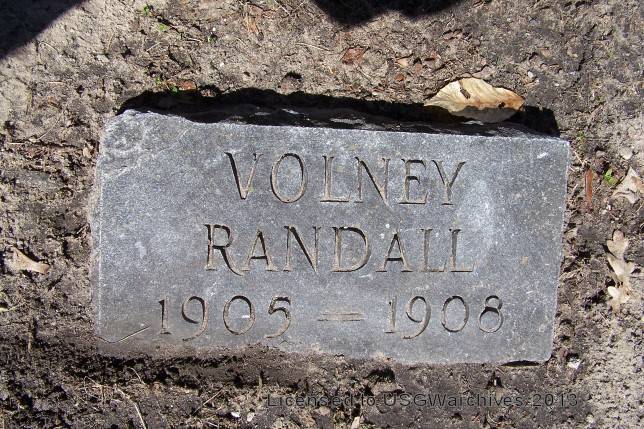 VOLNEY
RANDALL
1905 — 1908
Licensed to USGWarchives 2013